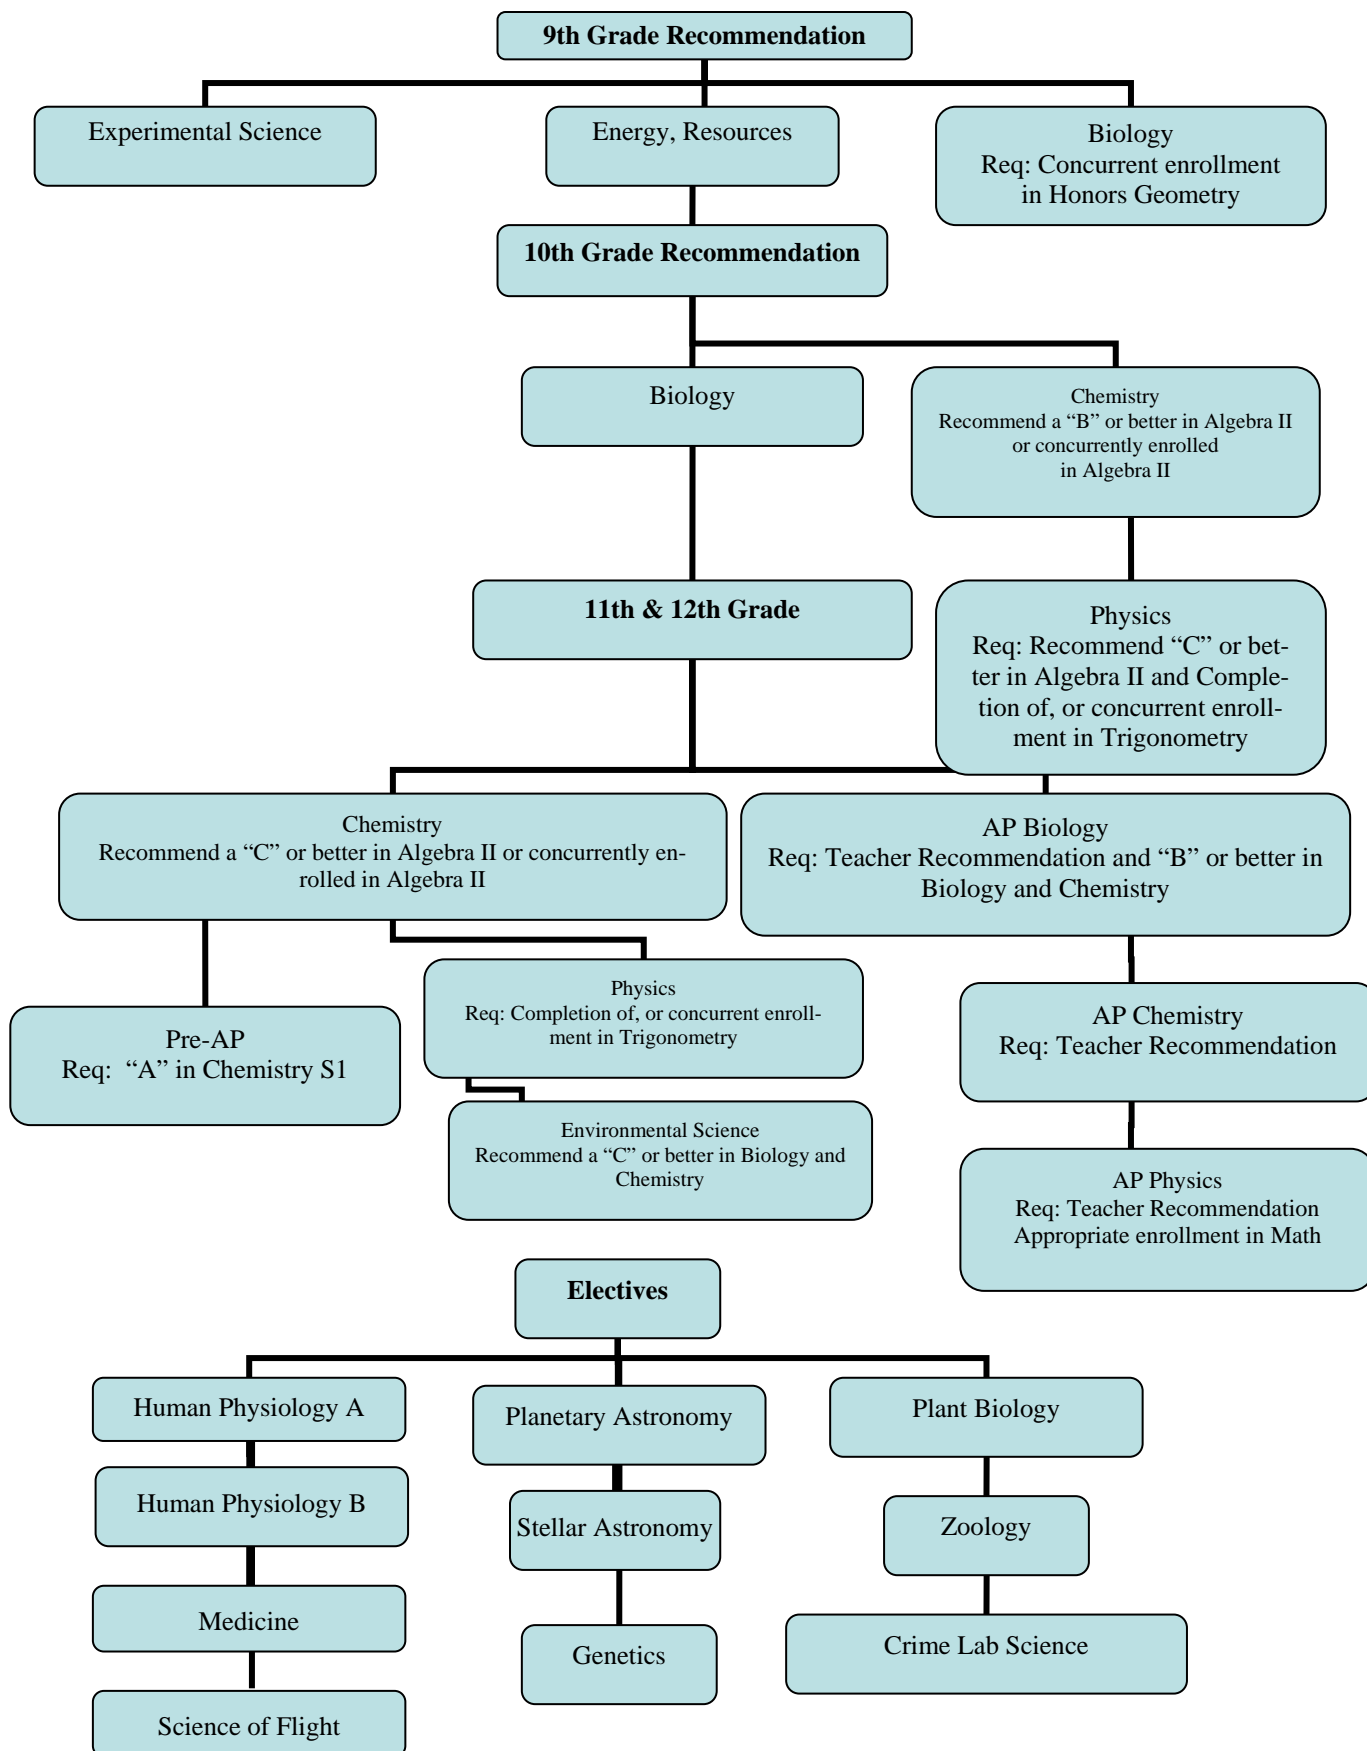 9th Grade Recommendation
Experimental Science
Energy, Resources
Biology
Req: Concurrent enrollment
in Honors Geometry
10th Grade Recommendation
Biology
Chemistry
Recommend a “B” or better in Algebra II
or concurrently enrolled
in Algebra II
11th & 12th Grade
Physics
Req: Recommend “C” or bet-
ter in Algebra II and Comple-
tion of, or concurrent enroll-
ment in Trigonometry
Chemistry
Recommend a “C” or better in Algebra II or concurrently en-
rolled in Algebra II
AP Biology
Req: Teacher Recommendation and “B” or better in
Biology and Chemistry
Pre-AP
Req:  “A” in Chemistry S1
Physics
Req: Completion of, or concurrent enroll-
ment in Trigonometry
AP Chemistry
Req: Teacher Recommendation
Environmental Science
Recommend a “C” or better in Biology and
Chemistry
AP Physics
Req: Teacher Recommendation
Appropriate enrollment in Math
Electives
Human Physiology A
Planetary Astronomy
Plant Biology
Human Physiology B
Stellar Astronomy
Zoology
Medicine
Genetics
Crime Lab Science
Science of Flight